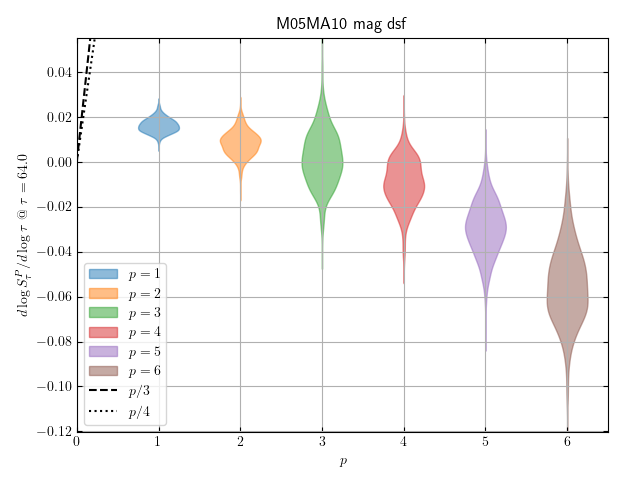 M05MA10 mag dsf
d log S_τ^P / d log τ @ τ = 64.0
0.04
0.02
0.00
−0.02
−0.04
−0.06
−0.08
−0.10
−0.12
p = 1
p = 2
p = 3
p = 4
p = 5
p = 6
p/3
p/4
0 1 2 3 4 5 6
p